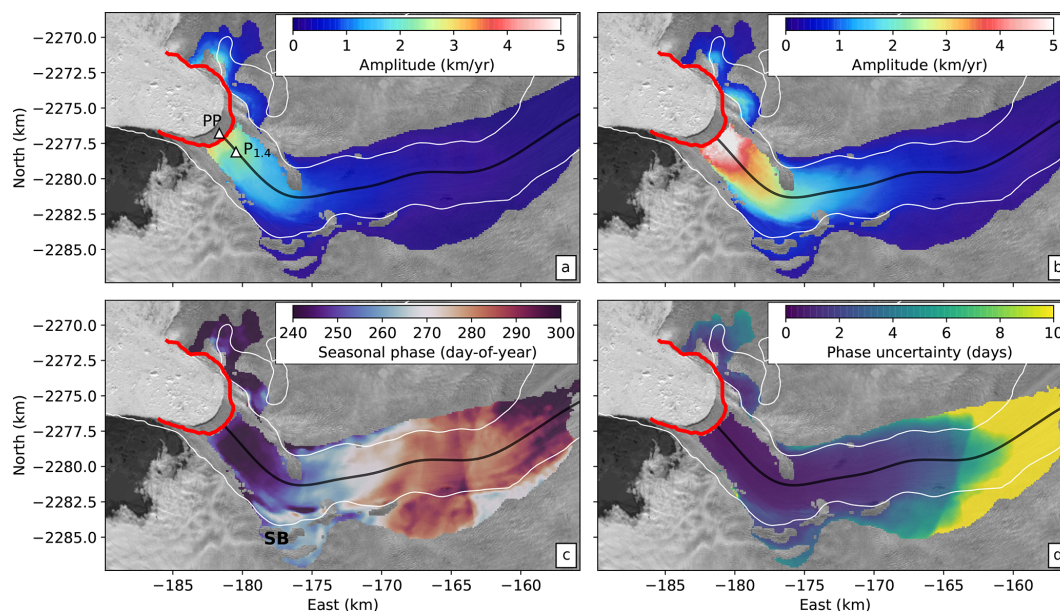 0 1 2 3 4 5
Amplitude (km/yr)
0 1 2 3 4 5
Amplitude (km/yr)
North (km)
−2270.0
−2272.5
−2275.0
−2277.5
−2280.0
−2282.5
−2285.0
PP
P1.4
a
b
240 250 260 270 280 290 300
Seasonal phase (day-of-year)
0 2 4 6 8 10
Phase uncertainty (days)
North (km)
−2270.0
−2272.5
−2275.0
−2277.5
−2280.0
−2282.5
−2285.0
SB
c
d
−185 −180 −175 −170 −165 −160
East (km)
−185 −180 −175 −170 −165 −160
East (km)